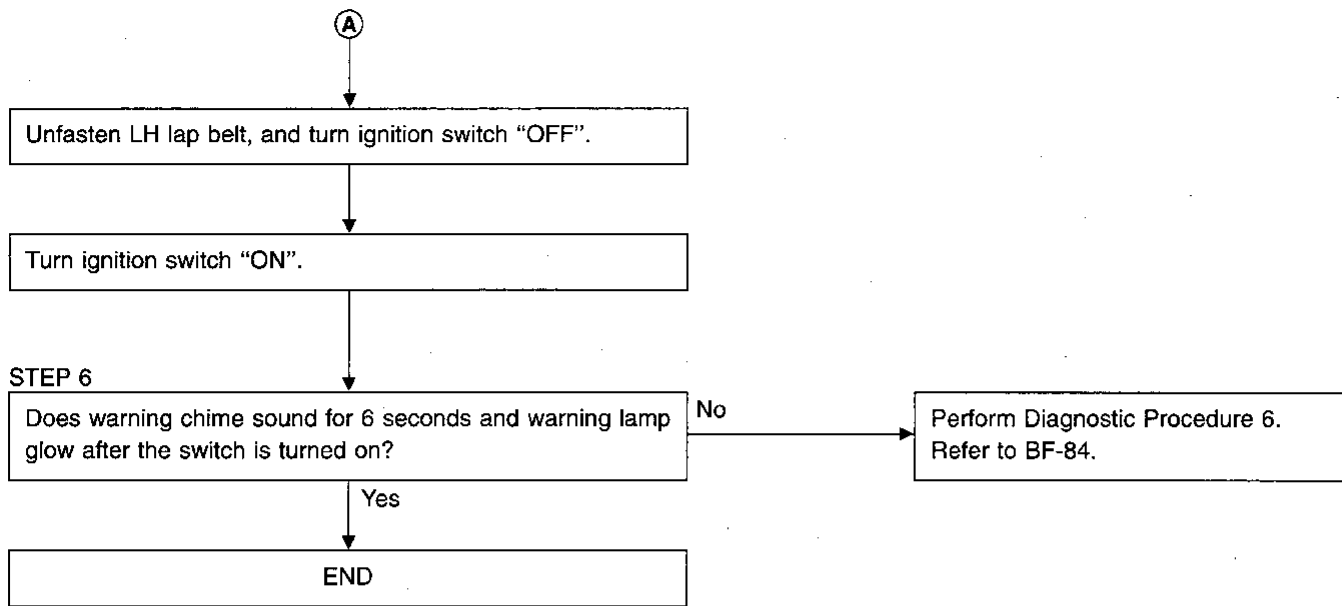 A
Unfasten LH lap belt, and turn ignition switch “OFF”.
Turn ignition switch “ON”.
STEP 6
Does warning chime sound for 6 seconds and warning lamp
glow after the switch is turned on?
No
Perform Diagnostic Procedure 6.
Refer to BF-84.
Yes
END